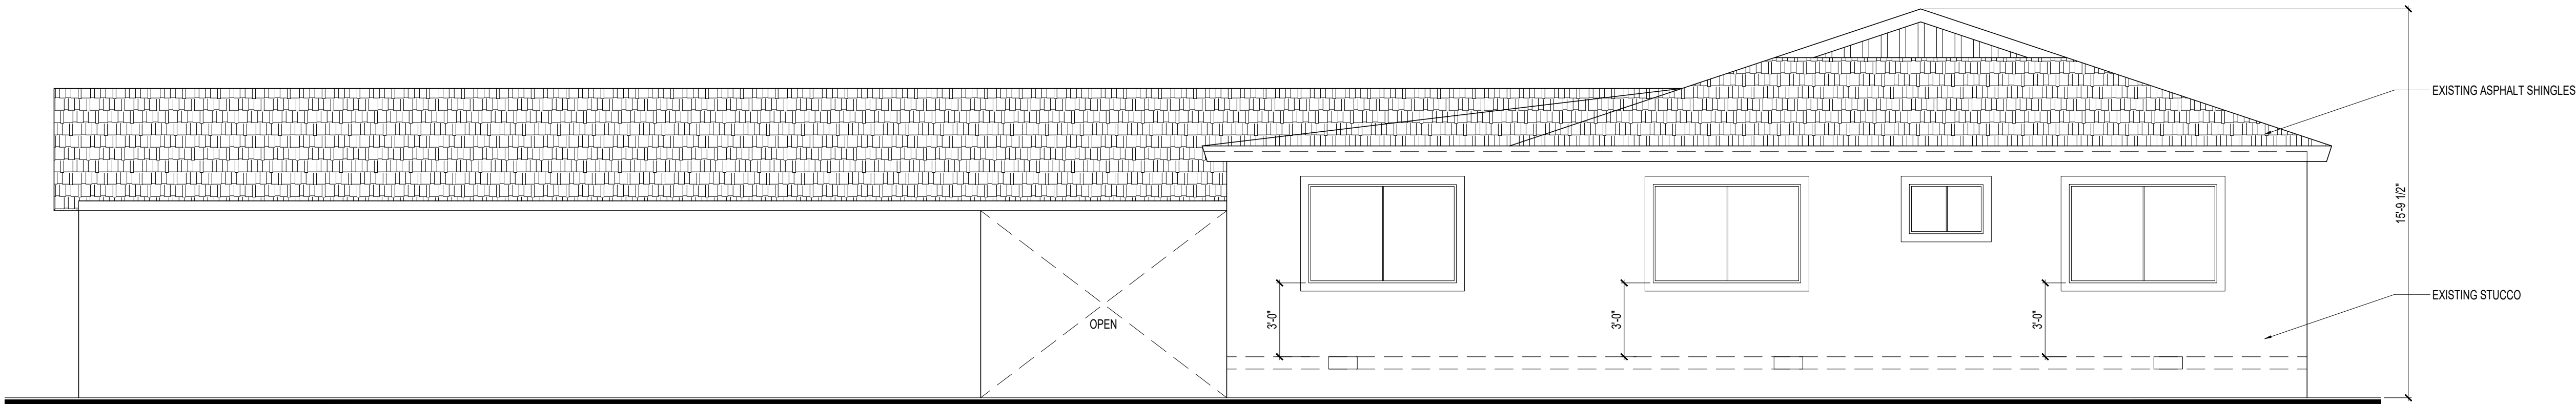 EXISTING ASPHALT SHINGLES
15'-9 1/2"
EXISTING STUCCO
3'-0"
3'-0"
3'-0"
OPEN